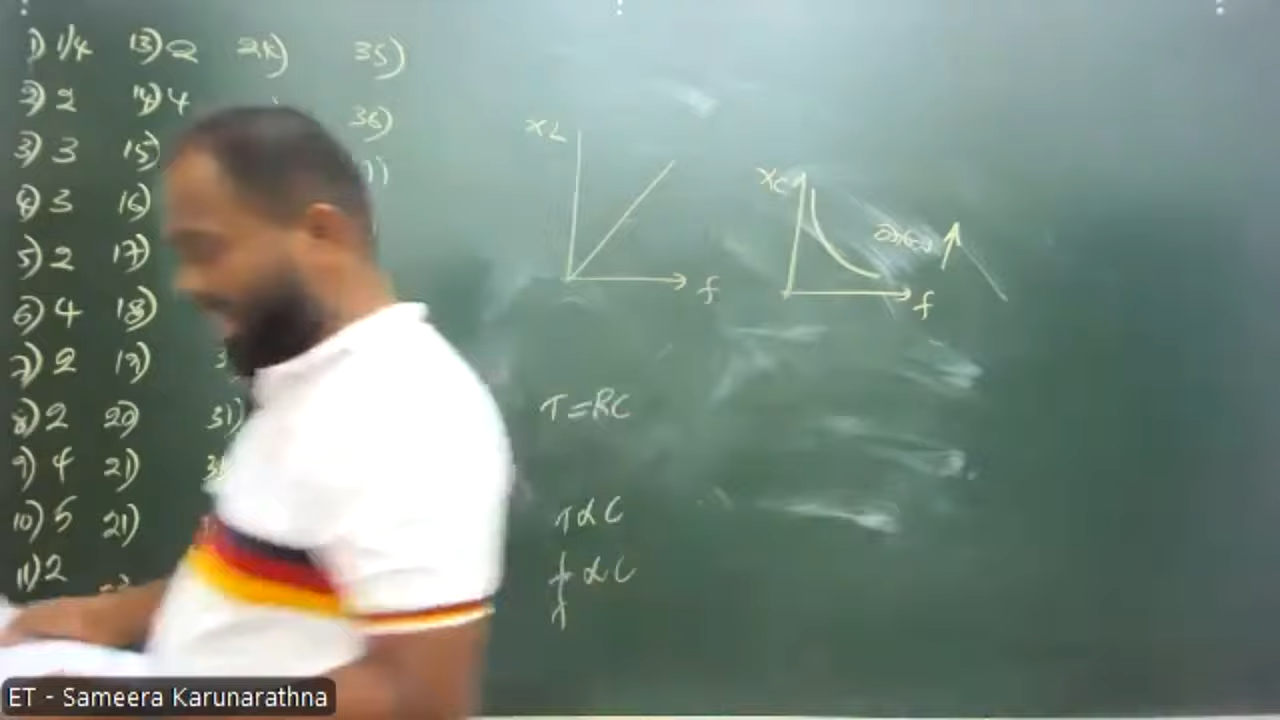 1) 1/4 13) 2 35)
2) 2 14) 4 36)
3) 3 15)
4) 3 16)
5) 2 17)
6) 4 18)
7) 2 19)
8) 2 20) 31)
9) 4 21)
10) 5 21)
11) 2
XL
f
Xc
f
T=RC
T∝C
∝C
ET - Sameera Karunarathna